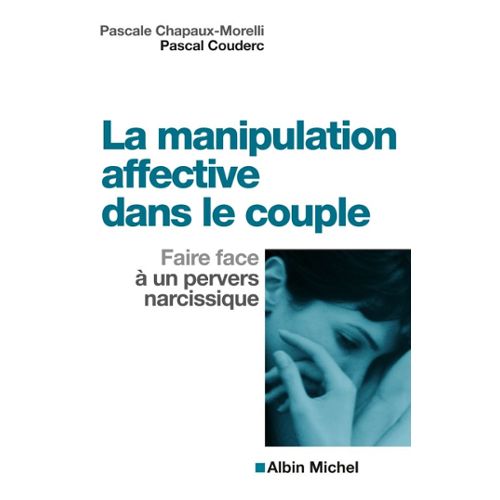 Pascale Chapaux-Morelli
Pascal Couderc
La manipulation
affective
dans le couple
Faire face
à un pervers
narcissique
Albin Michel